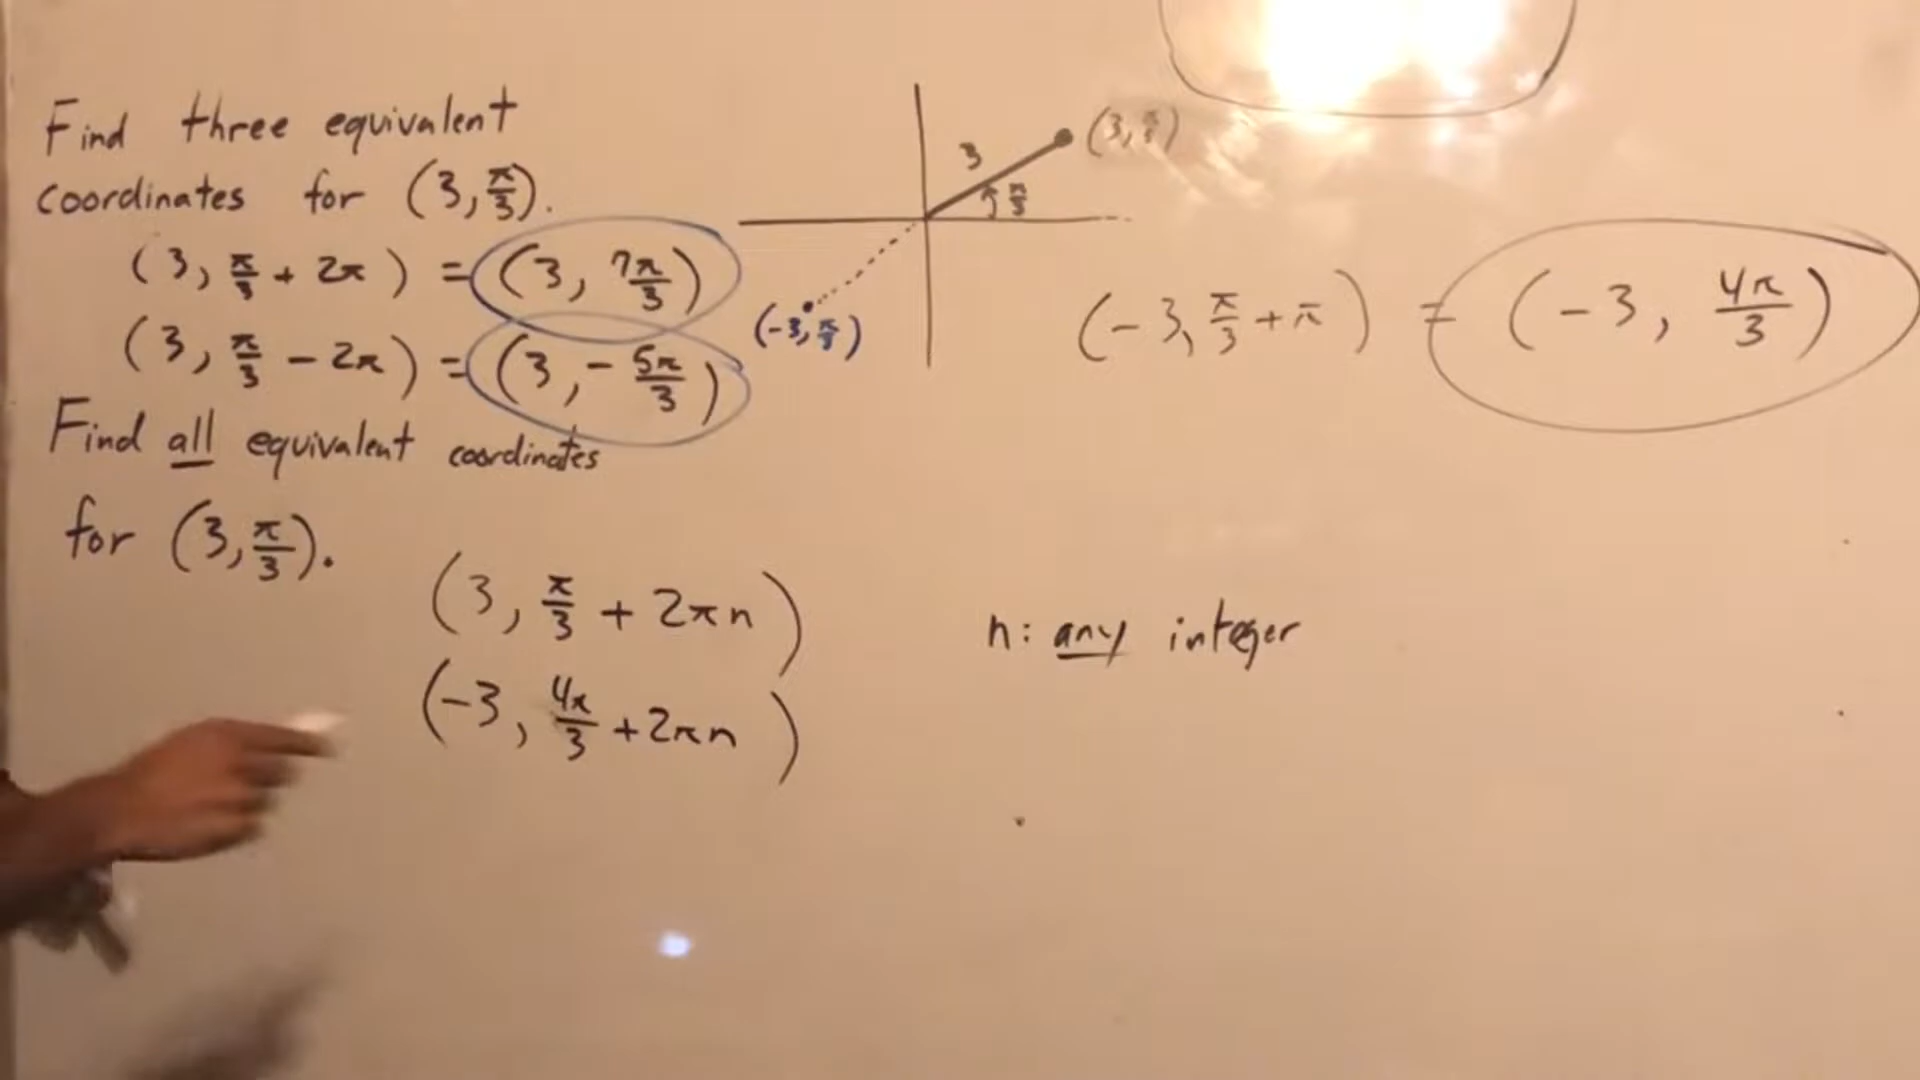 Find three equivalent
coordinates for (3, π/3).
(3, π/3 + 2π) = (3, 7π/3)
(3, π/3 - 2π) = (3, - 5π/3)
3
(3, π/3)
π/3
(-3, π/3)
(-3, π/3 + π) = (-3, 4π/3)
Find all equivalent coordinates
for (3, π/3).
(3, π/3 + 2πn)
(-3, 4π/3 + 2πn)
n: any integer